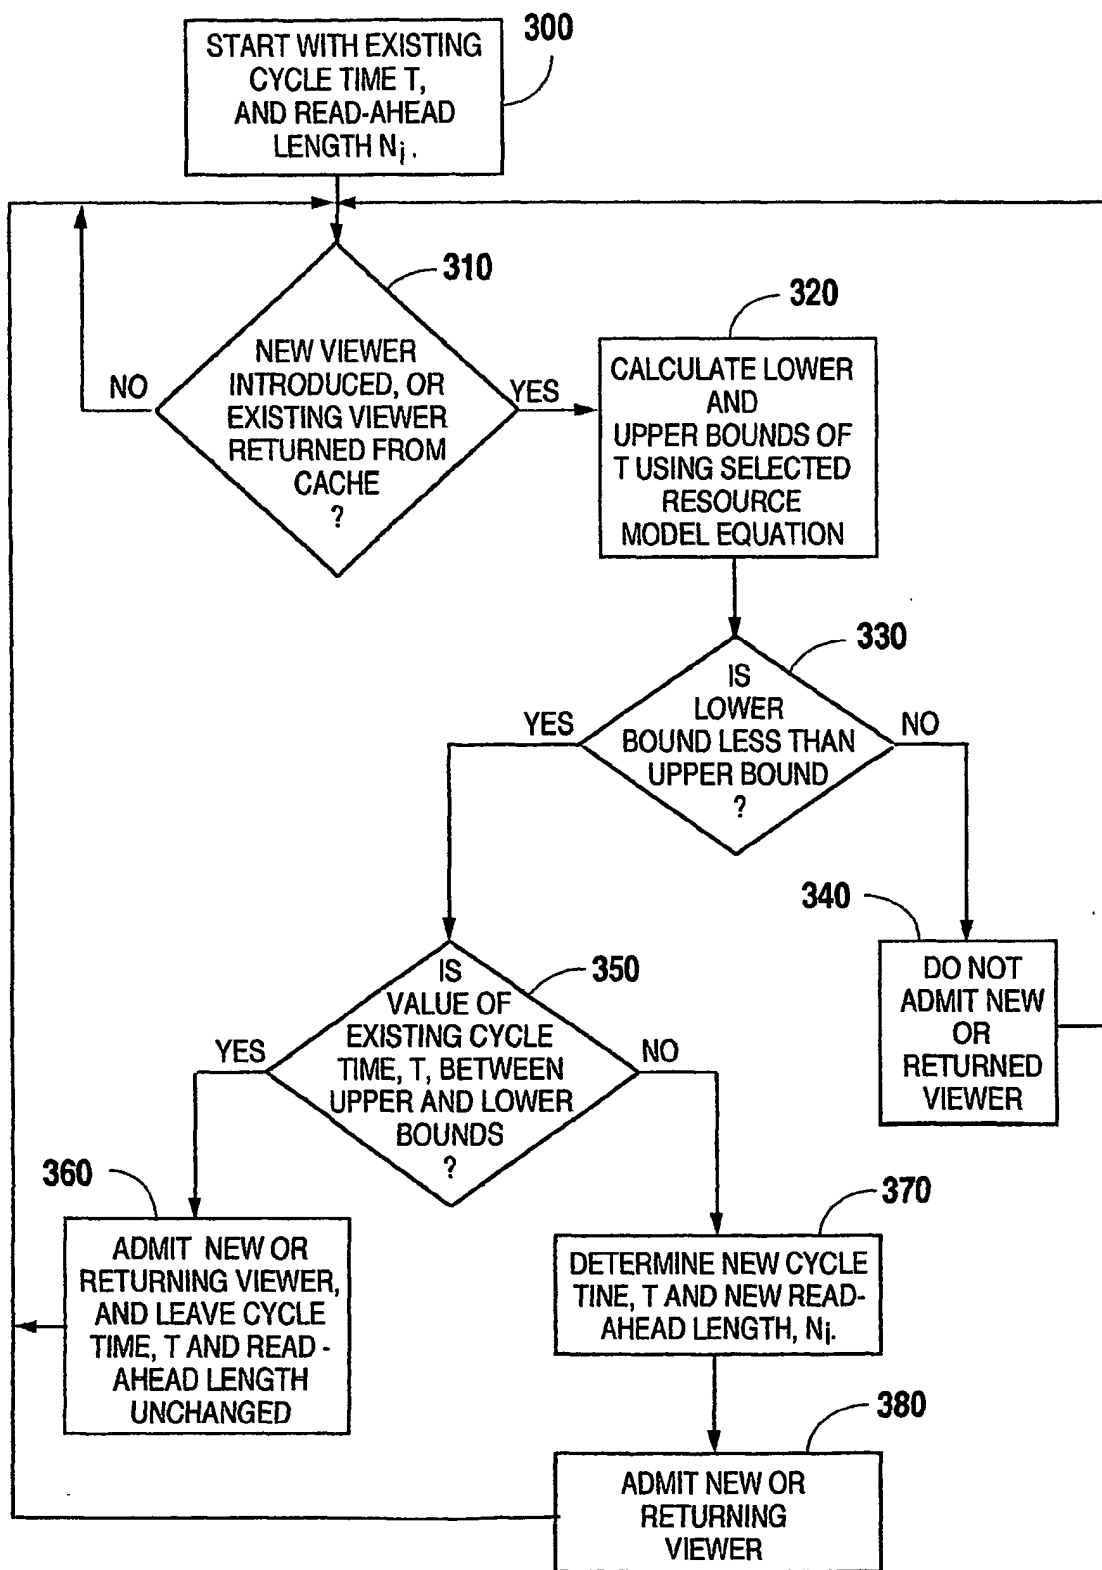 300
START WITH EXISTING
CYCLE TIME T,
AND READ-AHEAD
LENGTH Ni.
310
NEW VIEWER
INTRODUCED, OR
EXISTING VIEWER
RETURNED FROM
CACHE
?
NO
YES
320
CALCULATE LOWER
AND
UPPER BOUNDS OF
T USING SELECTED
RESOURCE
MODEL EQUATION
330
IS
LOWER
BOUND LESS THAN
UPPER BOUND
?
YES
NO
340
DO NOT
ADMIT NEW
OR
RETURNED
VIEWER
350
IS
VALUE OF
EXISTING CYCLE
TIME, T, BETWEEN
UPPER AND LOWER
BOUNDS
?
YES
NO
360
ADMIT NEW OR
RETURNING VIEWER,
AND LEAVE CYCLE
TIME, T AND READ -
AHEAD LENGTH
UNCHANGED
370
DETERMINE NEW CYCLE
TINE, T AND NEW READ-
AHEAD LENGTH, Ni.
380
ADMIT NEW OR
RETURNING
VIEWER